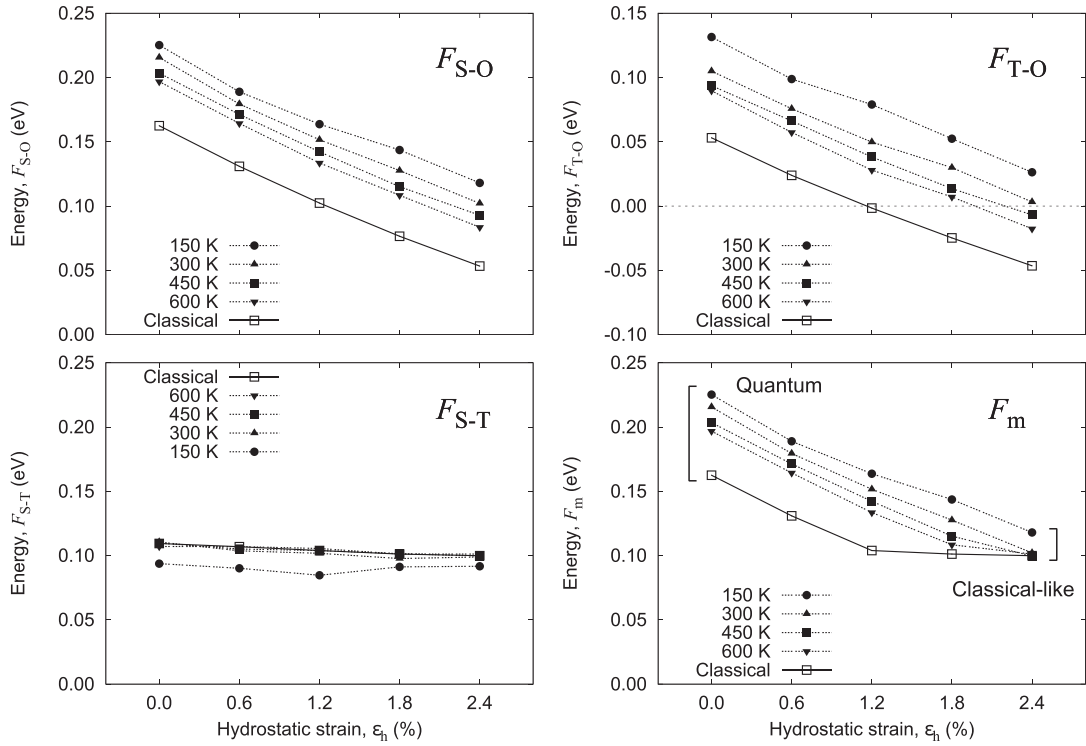 0.25
0.20
0.15
0.10
0.05
0.00
Energy, F_S-O (eV)
F_S-O
150 K
300 K
450 K
600 K
Classical
0.15
0.10
0.05
0.00
-0.05
-0.10
Energy, F_T-O (eV)
F_T-O
150 K
300 K
450 K
600 K
Classical
0.25
0.20
0.15
0.10
0.05
0.00
Energy, F_S-T (eV)
F_S-T
Classical
600 K
450 K
300 K
150 K
0.0 0.6 1.2 1.8 2.4
Hydrostatic strain, ε_h (%)
0.25
0.20
0.15
0.10
0.05
0.00
Energy, F_m (eV)
Quantum
F_m
Classical-like
150 K
300 K
450 K
600 K
Classical
0.0 0.6 1.2 1.8 2.4
Hydrostatic strain, ε_h (%)